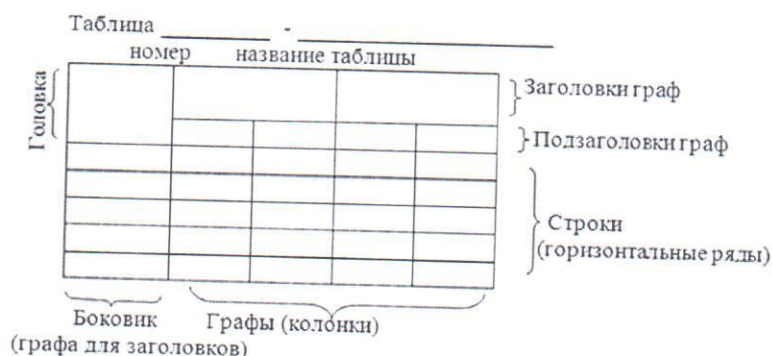 Таблица ________ - ________________
номер название таблицы
Головка
Заголовки граф
Подзаголовки граф
Строки
(горизонтальные ряды)
Боковик
(графа для заголовков)
Графы (колонки)